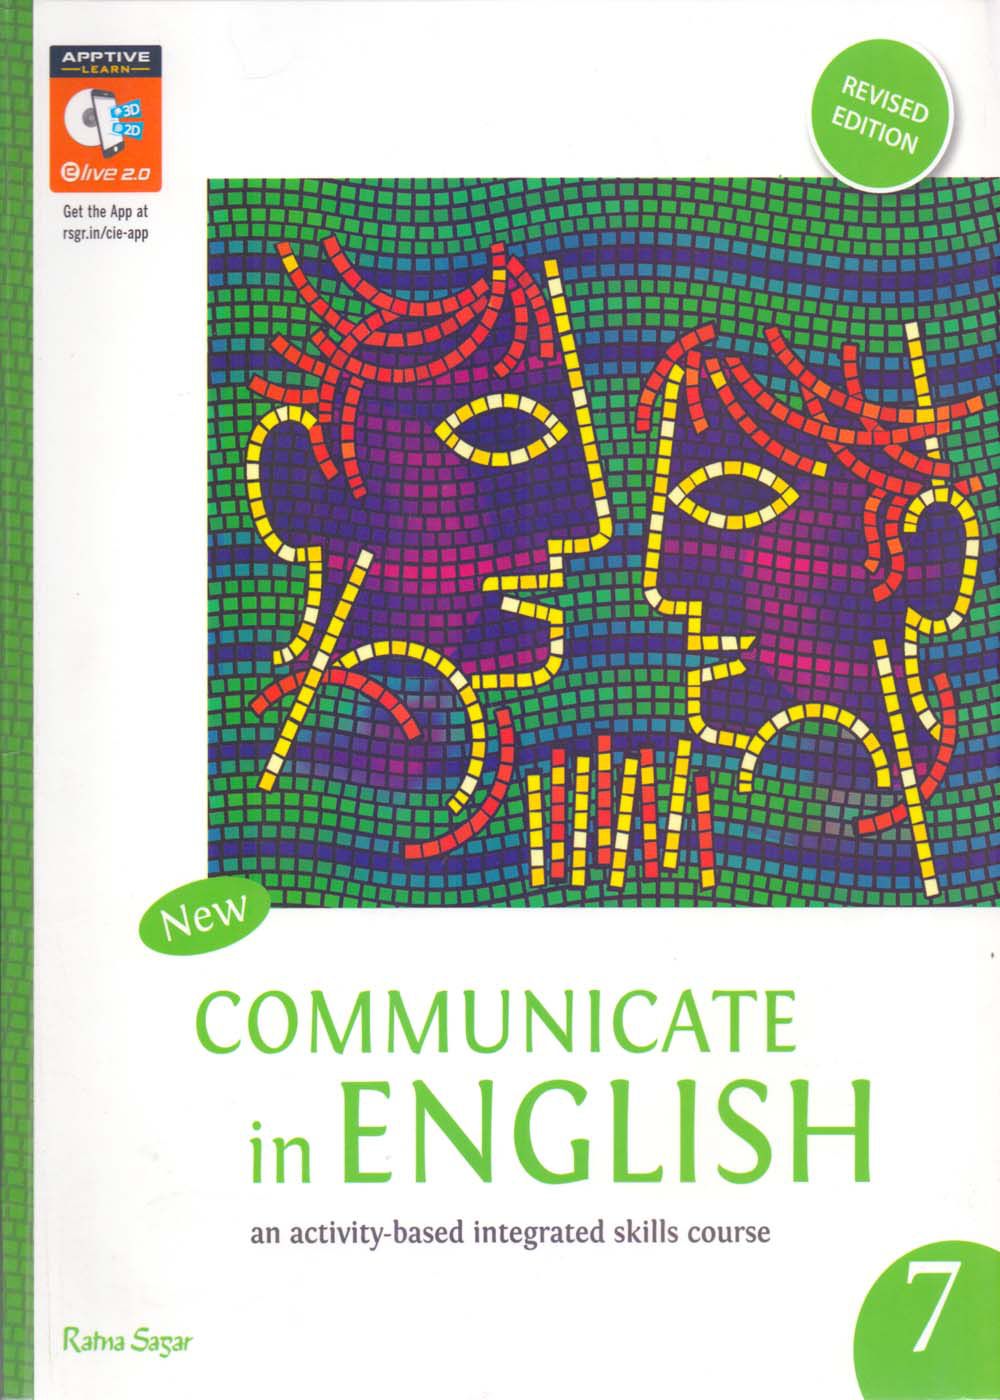 APPTIVE
LEARN
3D
2D
elive 2.0
Get the App at
rsgr.in/cie-app
REVISED
EDITION
New
COMMUNICATE
in ENGLISH
an activity-based integrated skills course
7
Ratna Sagar